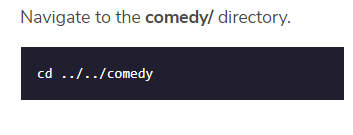 Navigate to the comedy/ directory.
cd ../../comedy